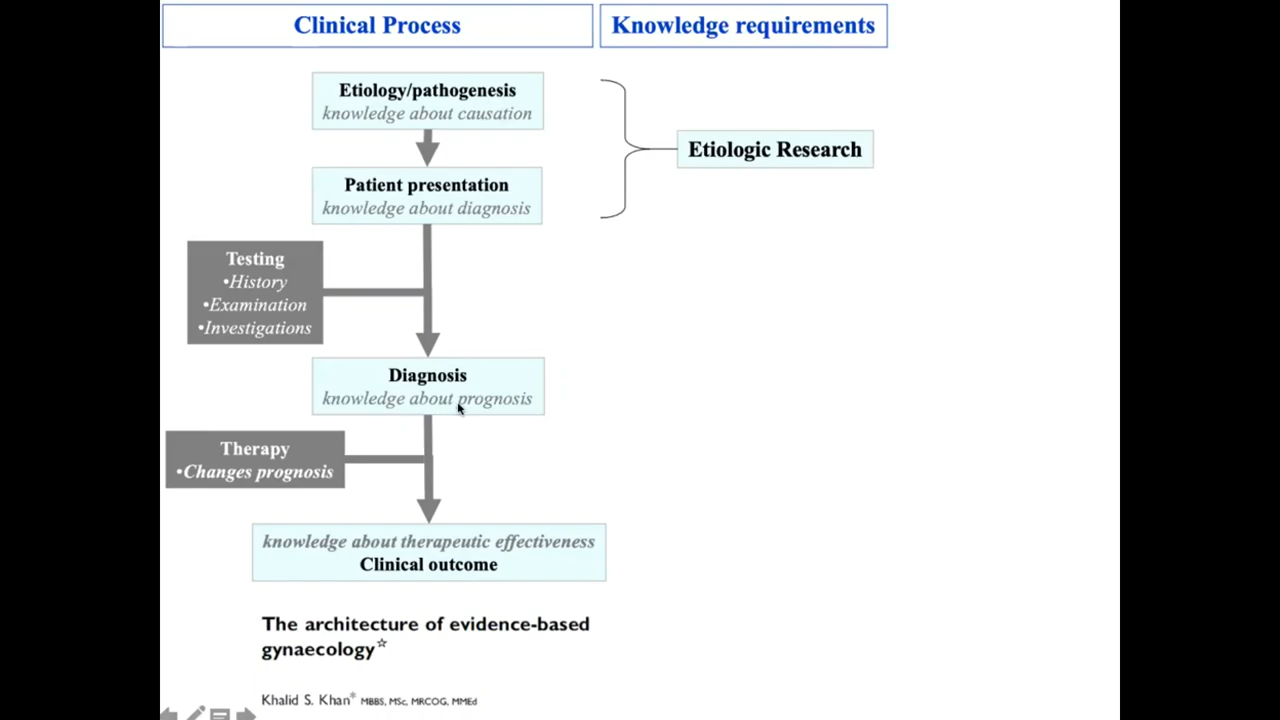 Clinical Process
Knowledge requirements
Etiology/pathogenesis
knowledge about causation
Etiologic Research
Patient presentation
knowledge about diagnosis
Testing
•History
•Examination
•Investigations
Diagnosis
knowledge about prognosis
Therapy
•Changes prognosis
knowledge about therapeutic effectiveness
Clinical outcome
The architecture of evidence-based
gynaecology☆
Khalid S. Khan* MBBS, MSc, MRCOG, MMEd